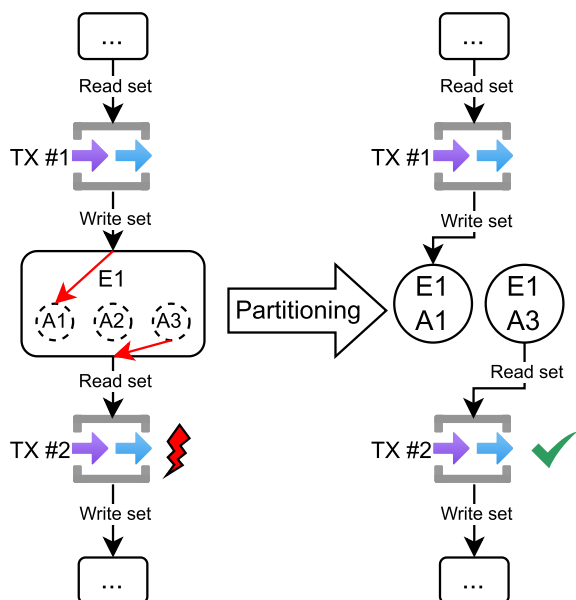 ...
Read set
TX #1
Write set
E1
A1
A2
A3
Read set
TX #2
Write set
...
Partitioning
...
Read set
TX #1
Write set
E1
A1
E1
A3
Read set
TX #2
Write set
...